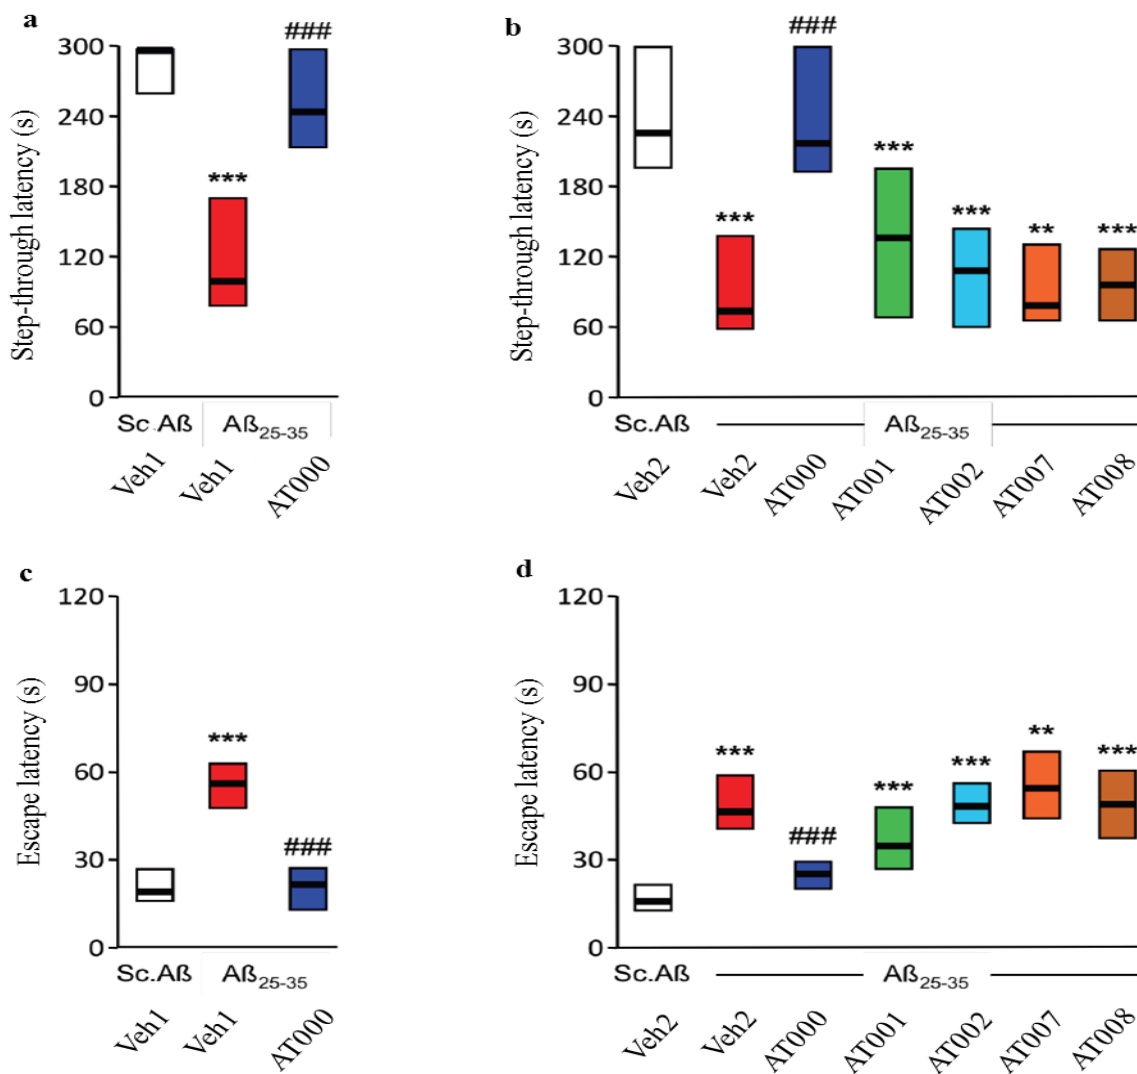 a
###
300
240
180
120
60
0
Step-through latency (s)
***
Sc.Aß
Aß25-35
Veh1
Veh1
AT000
b
###
300
240
180
120
60
0
Step-through latency (s)
***
***
***
**
***
Sc.Aß
Aß25-35
Veh2
Veh2
AT000
AT001
AT002
AT007
AT008
c
120
90
60
30
0
Escape latency (s)
***
###
Sc.Aß
Aß25-35
Veh1
Veh1
AT000
d
120
90
60
30
0
Escape latency (s)
***
###
***
***
**
***
Sc.Aß
Aß25-35
Veh2
Veh2
AT000
AT001
AT002
AT007
AT008